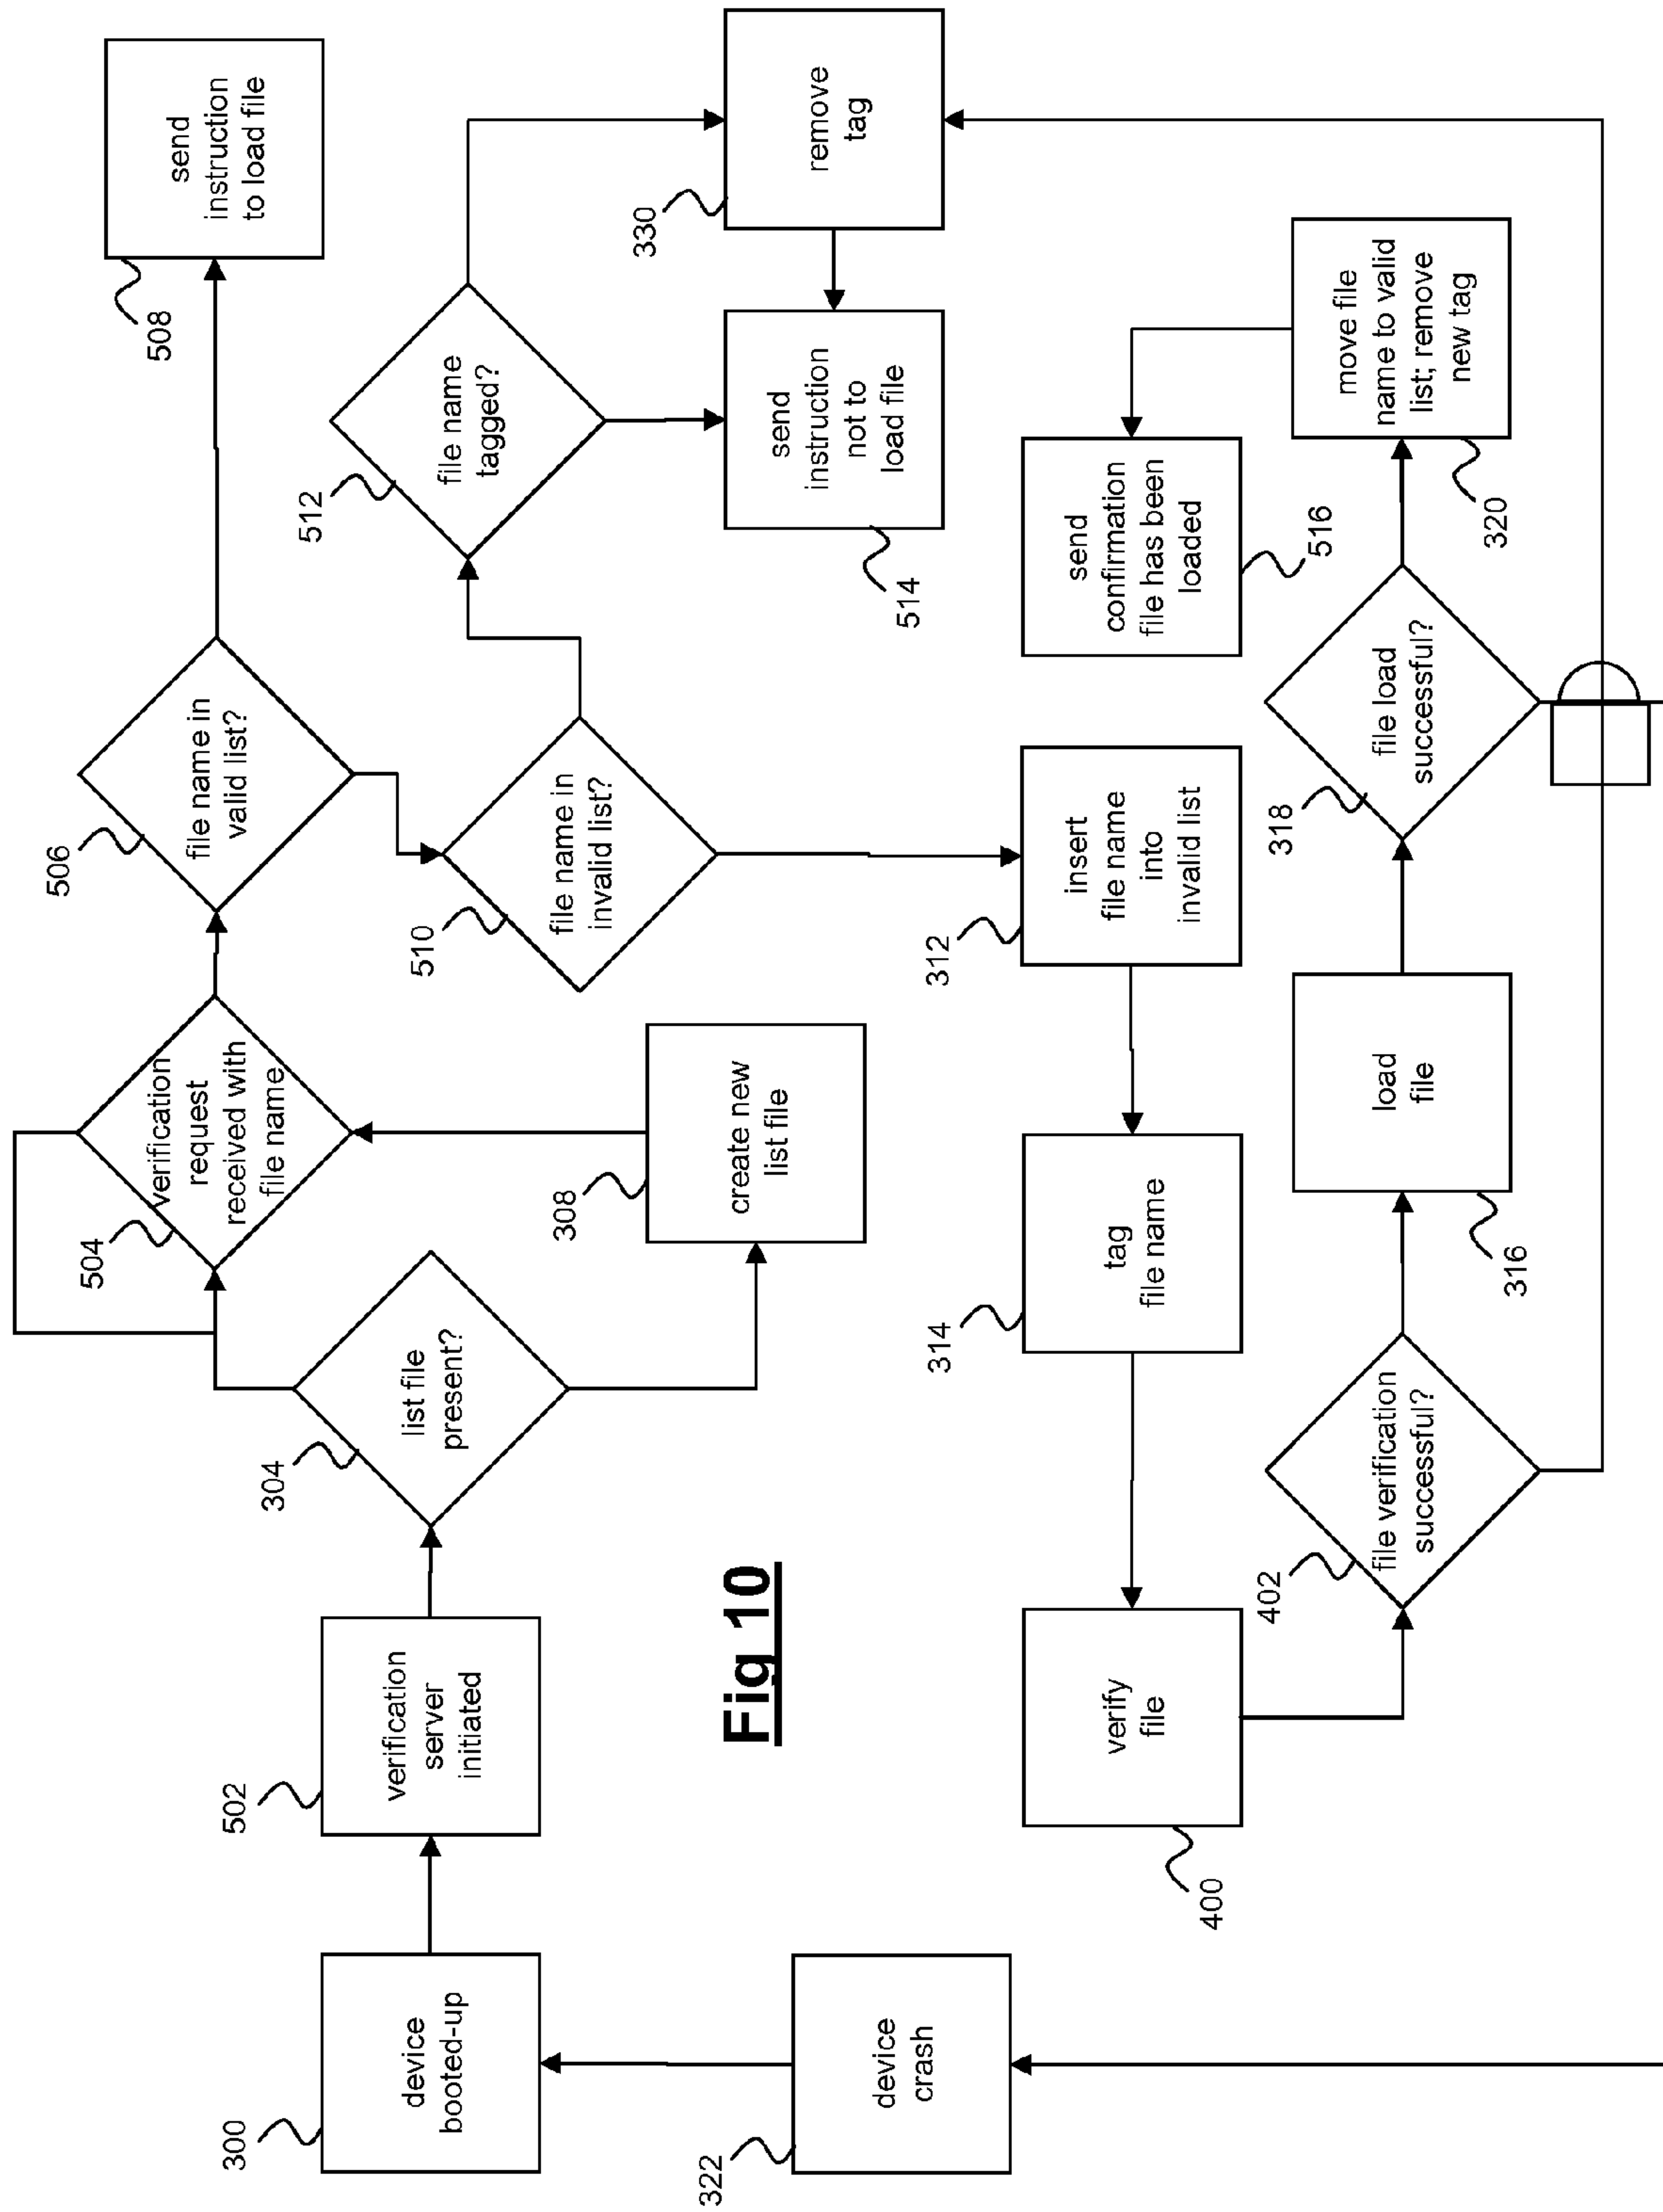 300
device
booted-up
502
verification
server
initiated
304
list file
present?
308
create new
list file
504
verification
request
received with
file name
506
file name in
valid list?
508
send
instruction
to load file
510
file name in
invalid list?
512
file name
tagged?
514
send
instruction
not to
load file
330
remove
tag
312
insert
file name
into
invalid list
314
tag
file name
400
verify
file
402
file verification
successful?
316
load
file
318
file load
successful?
320
move file
name to valid
list; remove
new tag
516
send
confirmation
file has been
loaded
322
device
crash
Fig 10